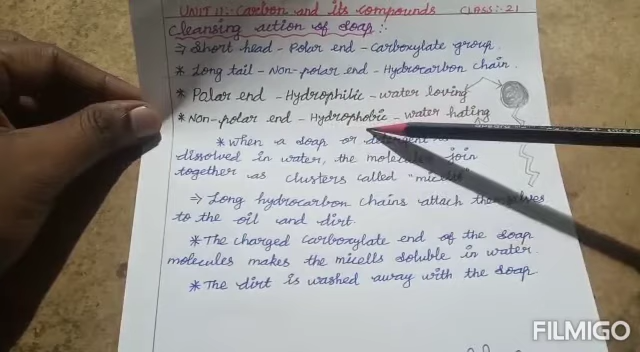 UNIT 11:- Carbon and its compounds CLASS:-21
Cleansing action of soap:-
⇒ Short head - Polar end - Carboxylate group.
* Long tail - Non-polar end - Hydrocarbon chain.
* Polar end - Hydrophilic - water loving
* Non-polar end - Hydrophobic - water hating
* When a soap or detergent is
dissolved in water, the molecules join
together as clusters called "micelles"
⇒ Long hydrocarbon chains attach themselves
to the oil and dirt.
* The charged carboxylate end of the soap
molecules makes the micells soluble in water.
* The dirt is washed away with the soap.
FILMIGO